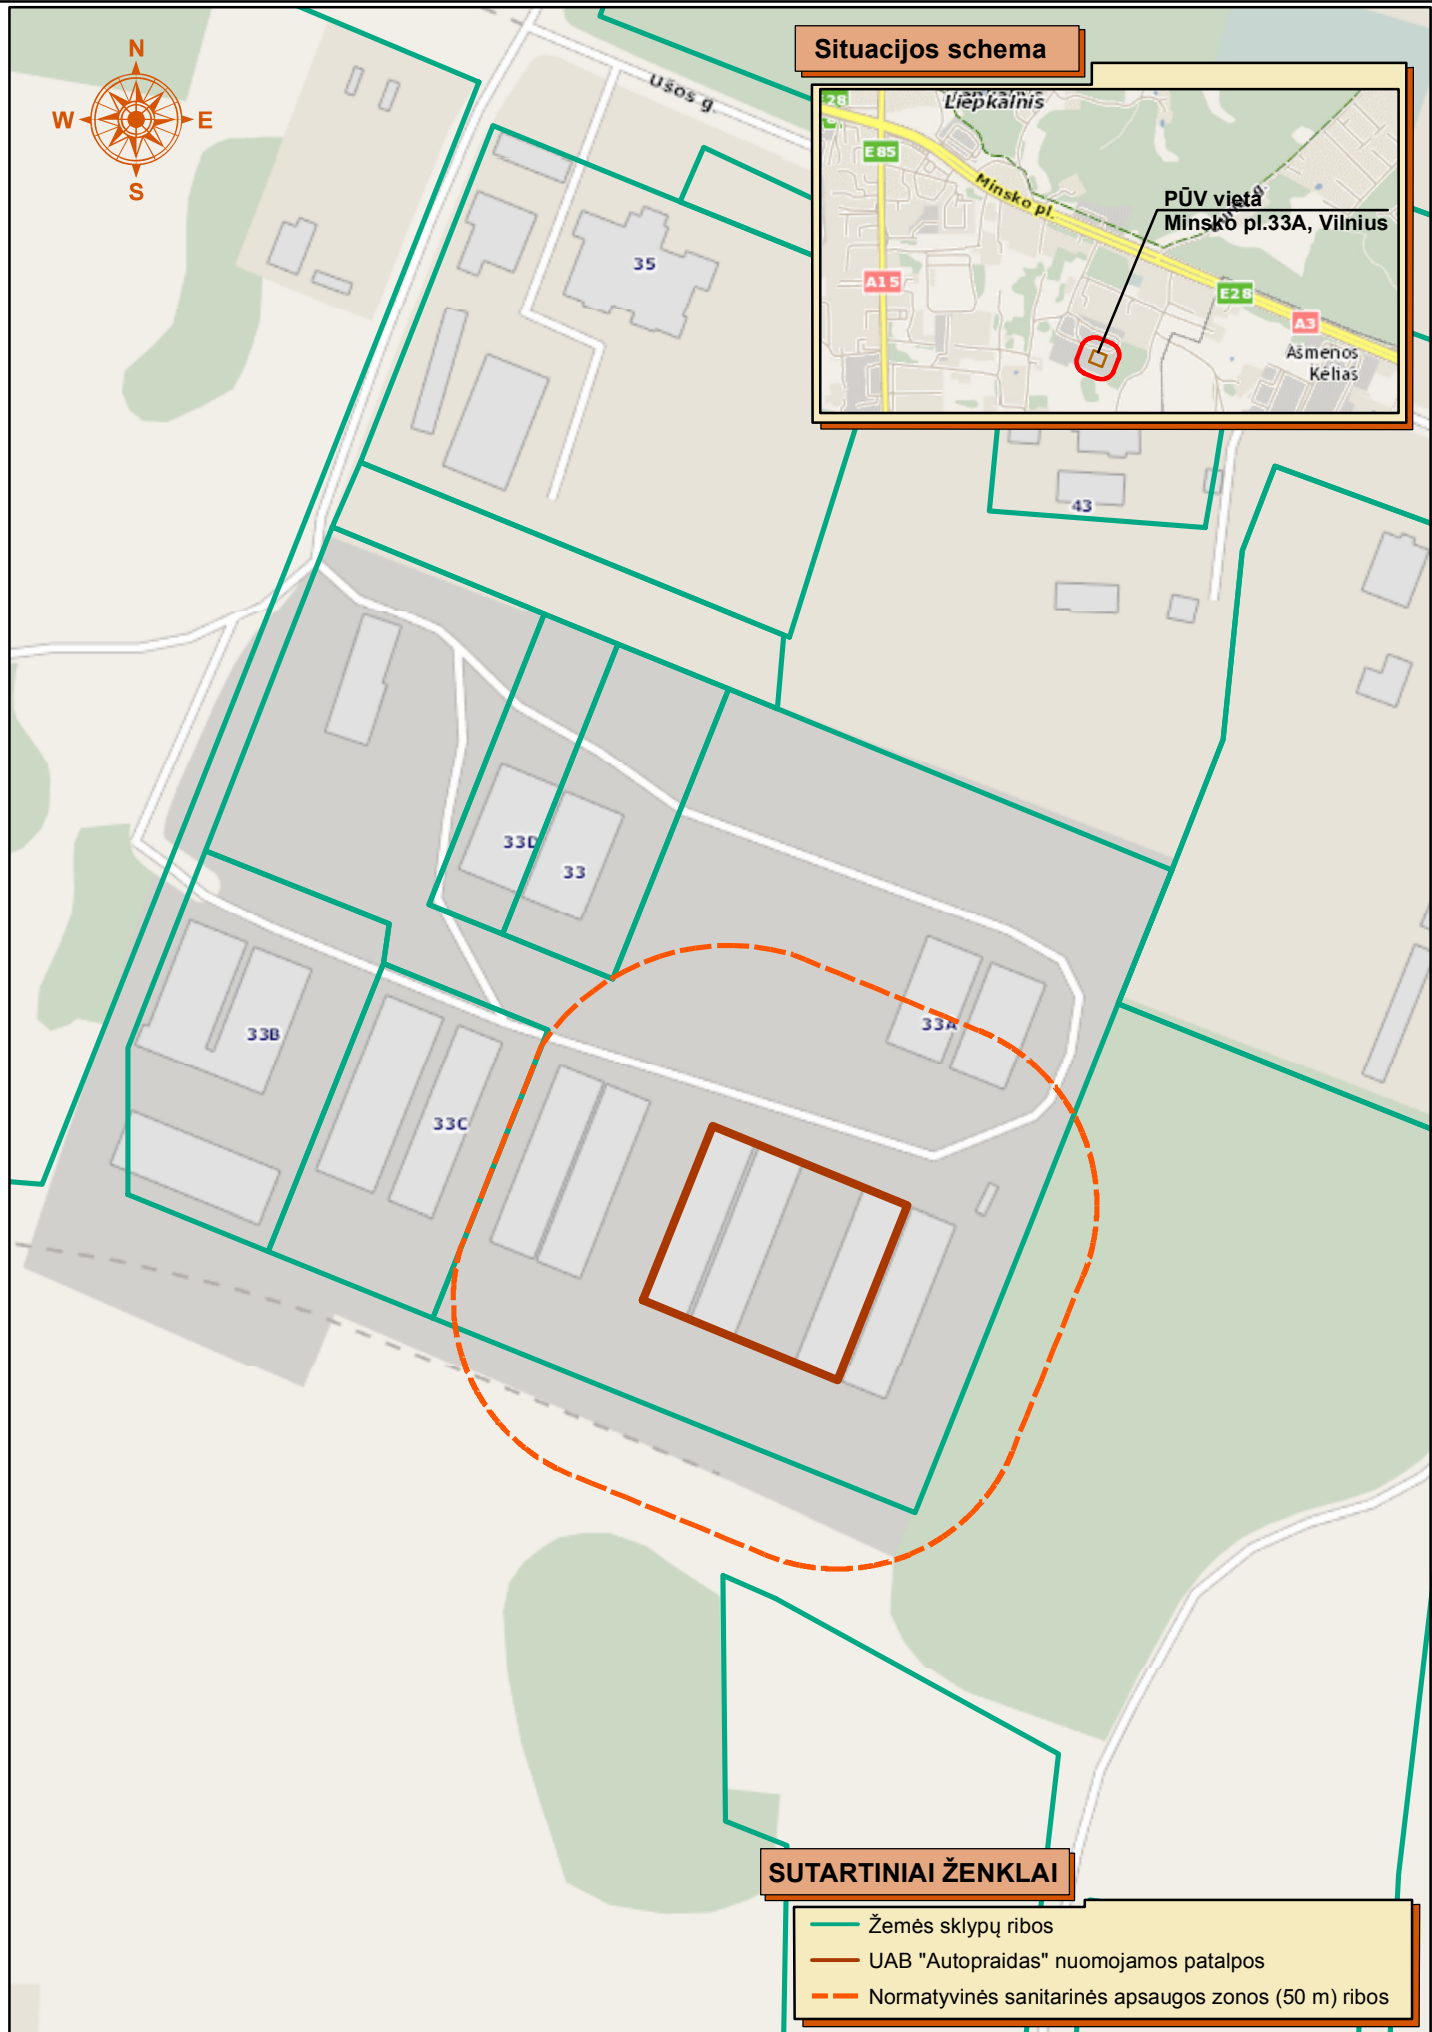 N
W
E
S
Ušos g.
Situacijos schema
28
Liepkalnis
E85
Minsko pl.
PŪV vieta
Minsko pl.33A, Vilnius
A15
E28
A3
Ašmenos
Kelias
35
43
33D
33
33A
33B
33C
SUTARTINIAI ŽENKLAI
Žemės sklypų ribos
UAB "Autopraidas" nuomojamos patalpos
Normatyvinės sanitarinės apsaugos zonos (50 m) ribos